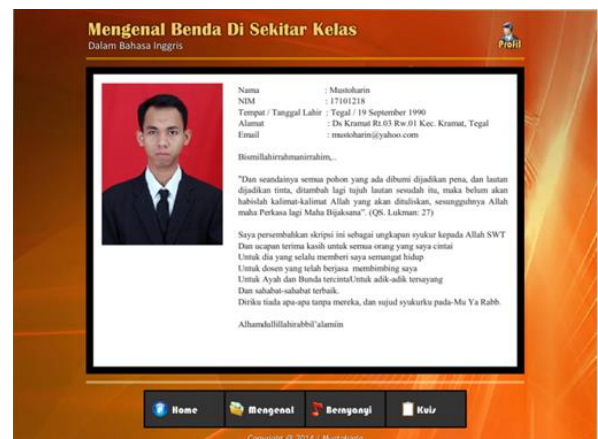 Mengenal Benda Di Sekitar Kelas
Dalam Bahasa Inggris
Profil
Nama : Mustoharin
NIM : 17101218
Tempat / Tanggal Lahir : Tegal / 19 September 1990
Alamat : Ds Kramat Rt.03 Rw.01 Kec. Kramat, Tegal
Email : mustoharin@yahoo.com
Bismillahirrahmanirrahim,..
"Dan seandainya semua pohon yang ada dibumi dijadikan pena, dan lautan
dijadikan tinta, ditambah lagi tujuh lautan sesudah itu, maka belum akan
habislah kalimat-kalimat Allah yang akan dituliskan, sesungguhnya Allah
maha Perkasa lagi Maha Bijaksana". (QS. Lukman: 27)
Saya persembahkan skripsi ini sebagai ungkapan syukur kepada Allah SWT
Dan ucapan terima kasih untuk semua orang yang saya cintai
Untuk dia yang selalu memberi saya semangat hidup
Untuk dosen yang telah berjasa membimbing saya
Untuk Ayah dan Bunda tercintaUntuk adik-adik tersayang
Dan sahabat-sahabat terbaik.
Diriku tiada apa-apa tanpa mereka, dan sujud syukurku pada-Mu Ya Rabb.
Alhamdullillahirabbil'alamiin
Home
Mengenal
Bernyanyi
Kuis
Copyright @ 2014 / Mustoharin